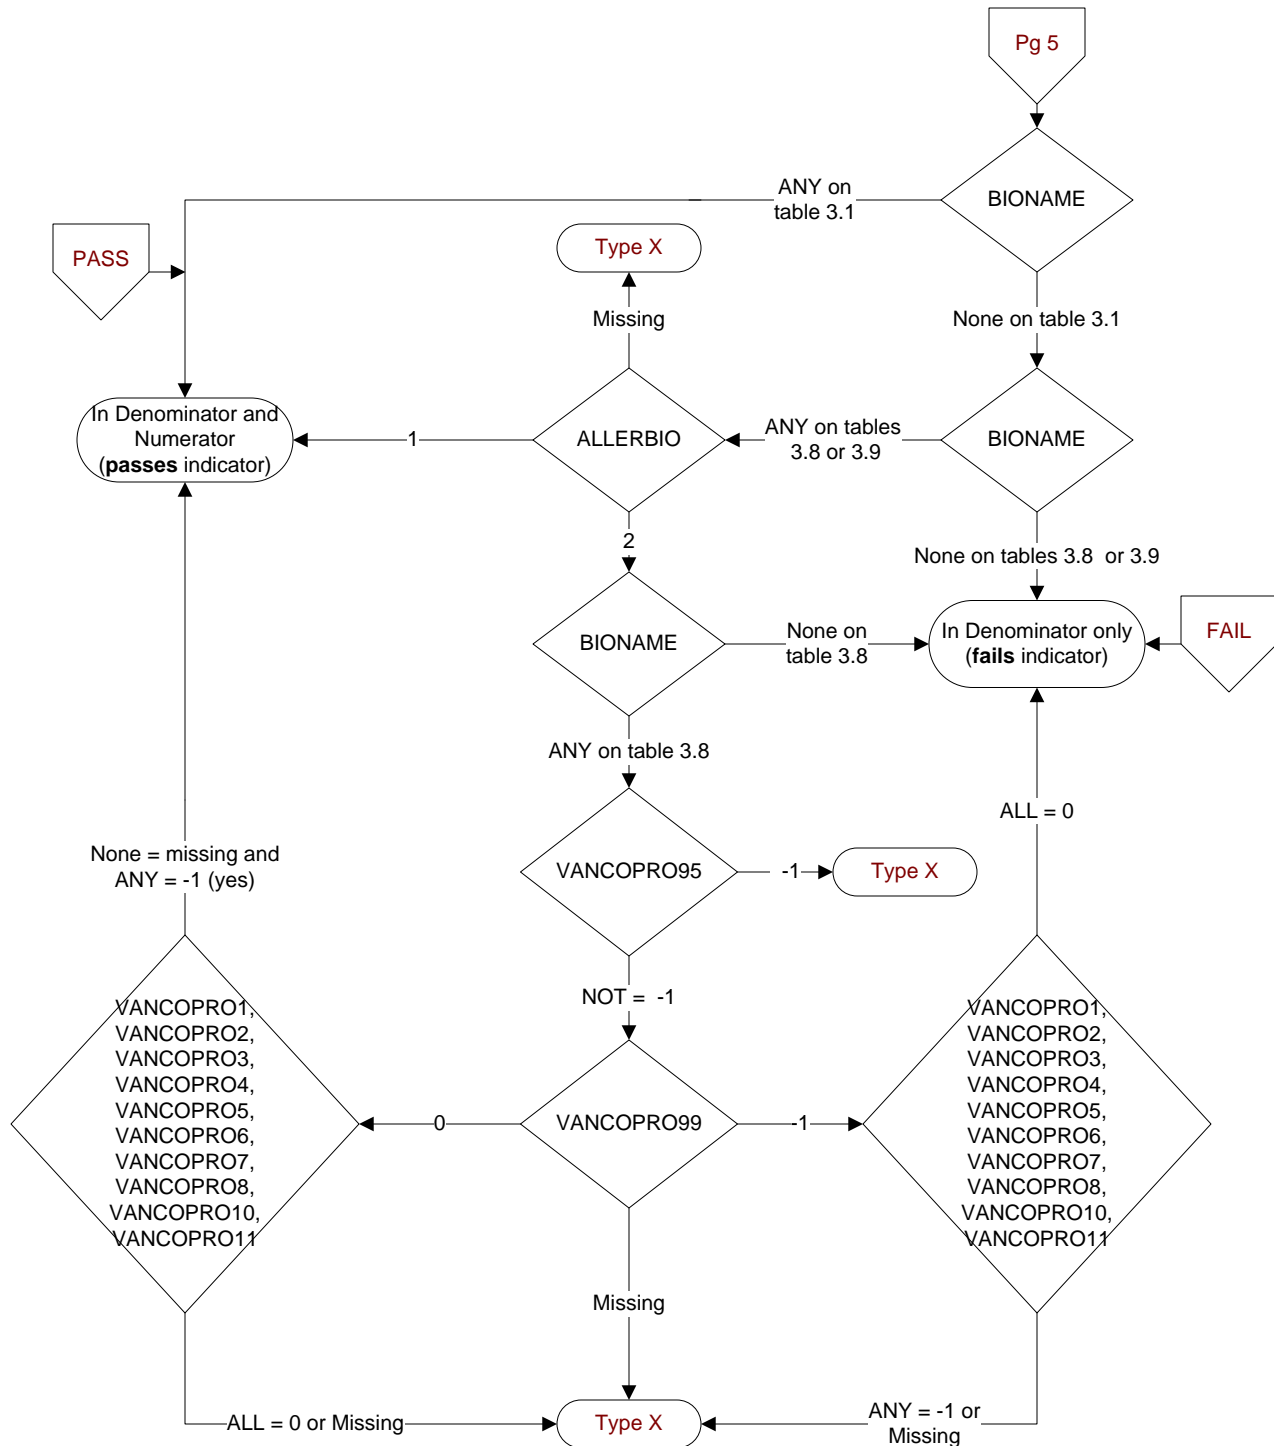 Pg 5
BIONAME
ANY on
table 3.1
PASS
Type X
Missing
None on table 3.1
In Denominator and
Numerator
(passes indicator)
1
ALLERBIO
ANY on tables
3.8 or 3.9
BIONAME
2
None on tables 3.8  or 3.9
BIONAME
None on
table 3.8
In Denominator only
(fails indicator)
FAIL
ANY on table 3.8
ALL = 0
None = missing and
ANY = -1 (yes)
VANCOPRO95
-1
Type X
NOT =  -1
VANCOPRO1,
VANCOPRO2,
VANCOPRO3,
VANCOPRO4,
VANCOPRO5,
VANCOPRO6,
VANCOPRO7,
VANCOPRO8,
VANCOPRO10,
VANCOPRO11
0
VANCOPRO99
-1
VANCOPRO1,
VANCOPRO2,
VANCOPRO3,
VANCOPRO4,
VANCOPRO5,
VANCOPRO6,
VANCOPRO7,
VANCOPRO8,
VANCOPRO10,
VANCOPRO11
Missing
ALL = 0 or Missing
Type X
ANY = -1 or
Missing